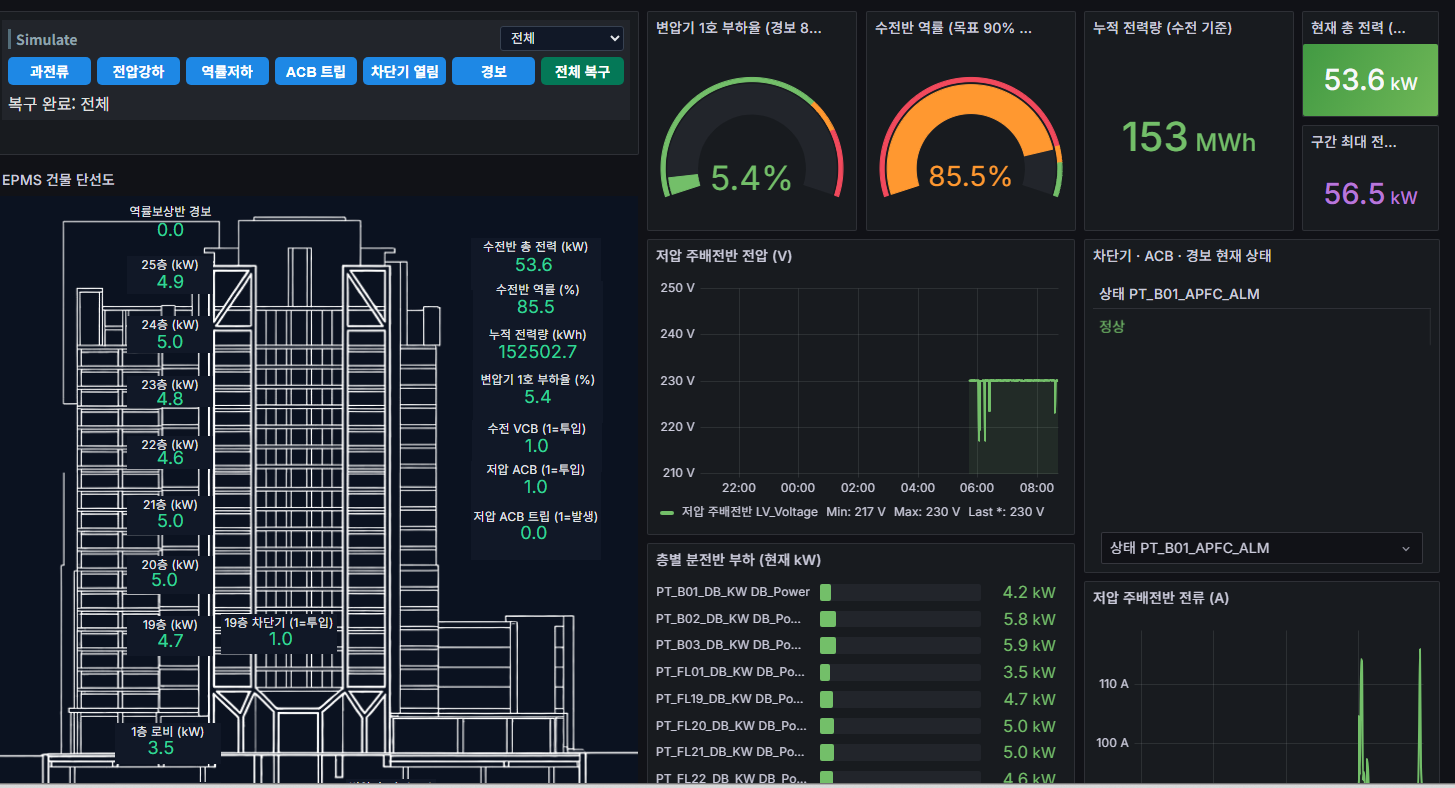 Simulate
전체
과전류
전압강하
역률저하
ACB 트립
차단기 열림
경보
전체 복구
복구 완료: 전체
EPMS 건물 단선도
역률보상반 경보
0.0
25층 (kW)
4.9
24층 (kW)
5.0
23층 (kW)
4.8
22층 (kW)
4.6
21층 (kW)
5.0
20층 (kW)
5.0
19층 (kW)
4.7
19층 차단기 (1=투입)
1.0
1층 로비 (kW)
3.5
수전반 총 전력 (kW)
53.6
수전반 역률 (%)
85.5
누적 전력량 (kWh)
152502.7
변압기 1호 부하율 (%)
5.4
수전 VCB (1=투입)
1.0
저압 ACB (1=투입)
1.0
저압 ACB 트립 (1=발생)
0.0
변압기 1호 부하율 (경보 8...
5.4%
수전반 역률 (목표 90% ...
85.5%
누적 전력량 (수전 기준)
153 MWh
현재 총 전력 (...
53.6 kW
구간 최대 전...
56.5 kW
저압 주배전반 전압 (V)
250 V
240 V
230 V
220 V
210 V
22:00 00:00 02:00 04:00 06:00 08:00
저압 주배전반 LV_Voltage Min: 217 V Max: 230 V Last *: 230 V
차단기 · ACB · 경보 현재 상태
상태 PT_B01_APFC_ALM
정상
상태 PT_B01_APFC_ALM
층별 분전반 부하 (현재 kW)
PT_B01_DB_KW DB_Power 4.2 kW
PT_B02_DB_KW DB_Po... 5.8 kW
PT_B03_DB_KW DB_Po... 5.9 kW
PT_FL01_DB_KW DB_Po... 3.5 kW
PT_FL19_DB_KW DB_Po... 4.7 kW
PT_FL20_DB_KW DB_Po... 5.0 kW
PT_FL21_DB_KW DB_Po... 5.0 kW
PT_FL22_DB_KW DB_Po... 4.6 kW
저압 주배전반 전류 (A)
110 A
100 A